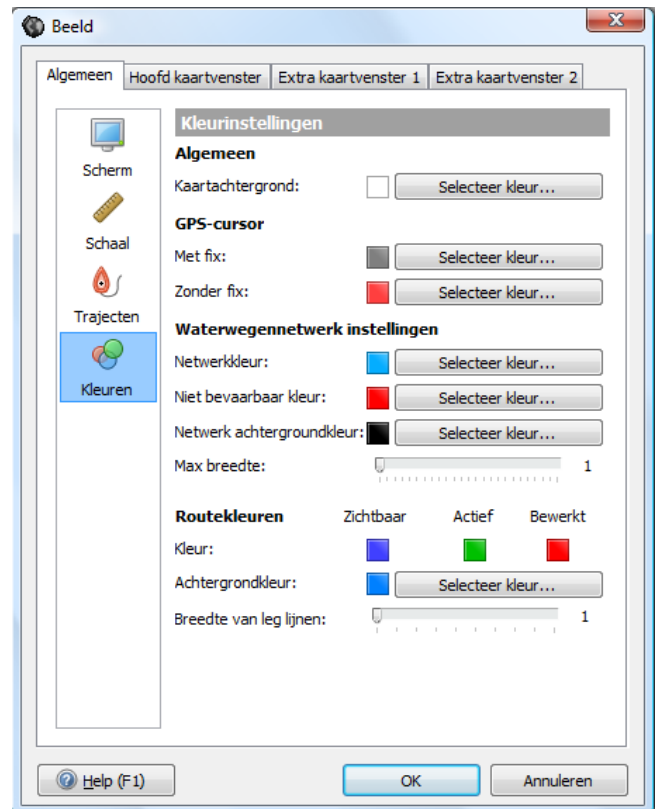 Beeld
Algemeen Hoofd kaartvenster Extra kaartvenster 1 Extra kaartvenster 2
Scherm
Schaal
Trajecten
Kleuren
Kleurinstellingen
Algemeen
Kaartachtergrond: Selecteer kleur...
GPS-cursor
Met fix: Selecteer kleur...
Zonder fix: Selecteer kleur...
Waterwegennetwerk instellingen
Netwerkkleur: Selecteer kleur...
Niet bevaarbaar kleur: Selecteer kleur...
Netwerk achtergroundkleur: Selecteer kleur...
Max breedte: 1
Routekleuren Zichtbaar Actief Bewerkt
Kleur:
Achtergrondkleur: Selecteer kleur...
Breedte van leg lijnen: 1
Help (F1) OK Annuleren